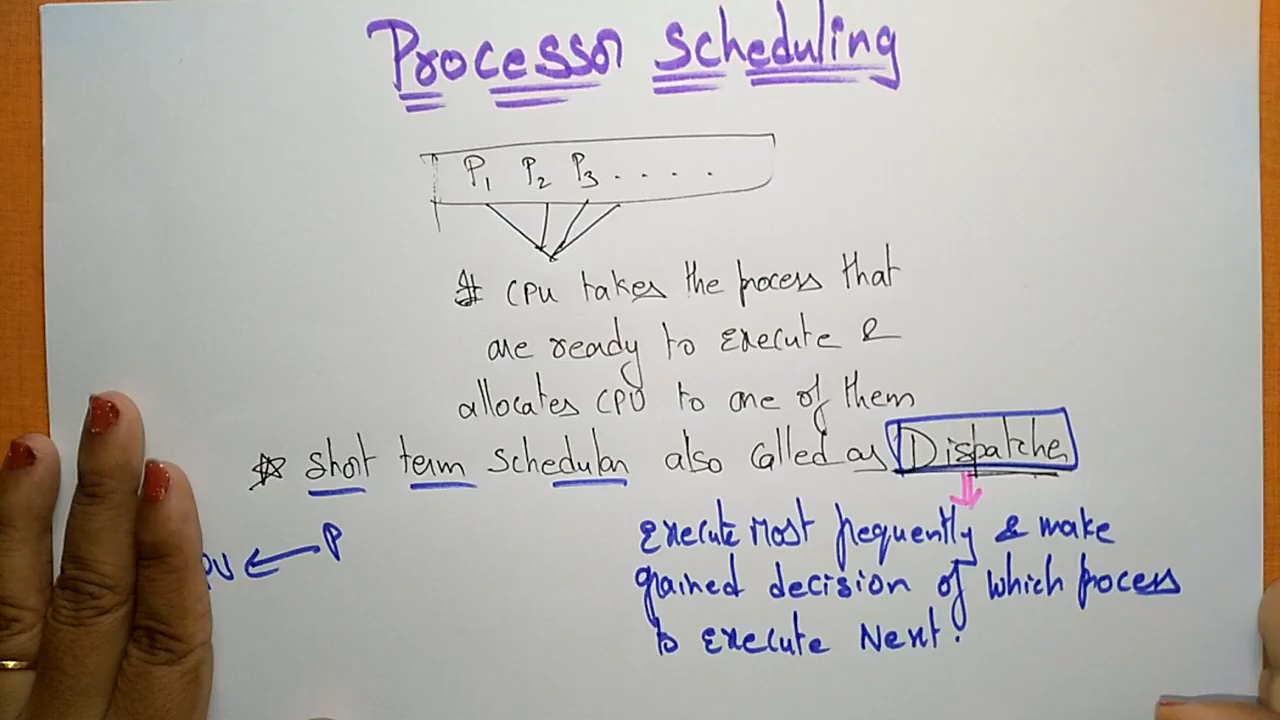 Processor Scheduling
P1 P2 P3 . . . .
CPU takes the process that
are ready to execute &
allocates CPU to one of them
☆ Short term Scheduler also called as Dispatcher
Execute Most frequently & make
P
grained decision of which process
to execute Next.